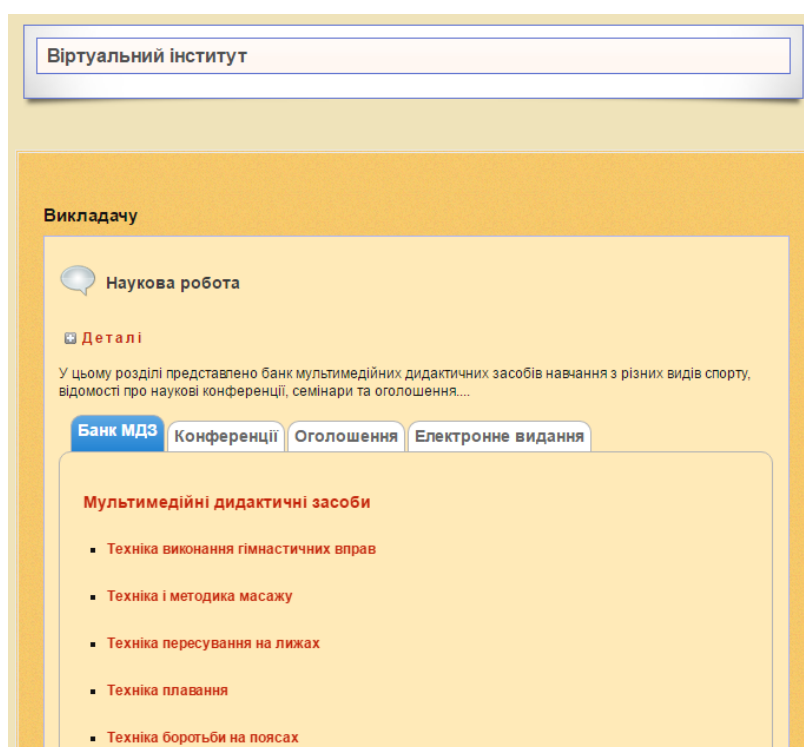 Віртуальний інститут
Викладачу
Наукова робота
Деталі
У цьому розділі представлено банк мультимедійних дидактичних засобів навчання з різних видів спорту,
відомості про наукові конференції, семінари та оголошення....
Банк МДЗ Конференції Оголошення Електронне видання
Мультимедійні дидактичні засоби
Техніка виконання гімнастичних вправ
Техніка і методика масажу
Техніка пересування на лижах
Техніка плавання
Техніка боротьби на поясах